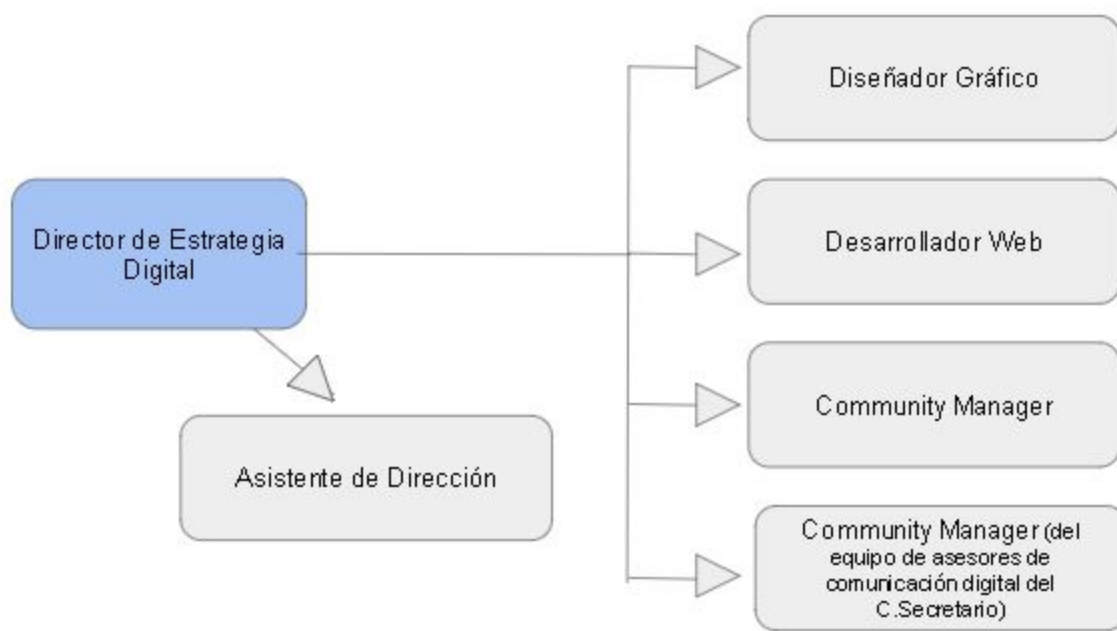 Diseñador Gráfico
Director de Estrategia
Digital
Desarrollador Web
Community Manager
Asistente de Dirección
Community Manager (del
equipo de asesores de
comunicación digital del
C.Secretario)